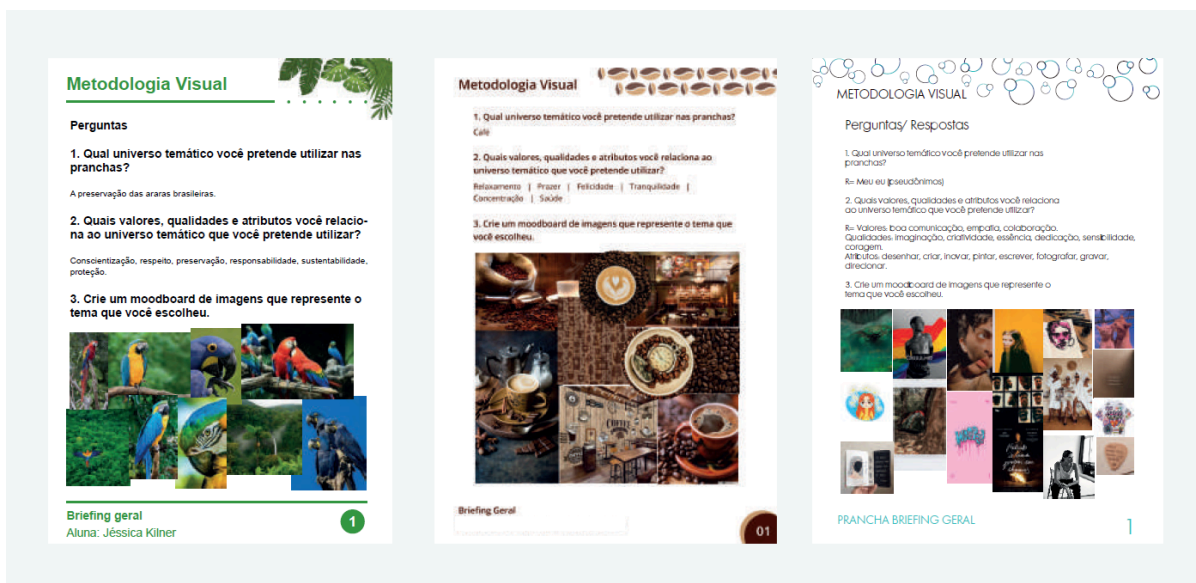 Metodologia Visual
Perguntas
1. Qual universo temático você pretende utilizar nas
pranchas?
A preservação das araras brasileiras.
2. Quais valores, qualidades e atributos você relacio-
na ao universo temático que você pretende utilizar?
Conscientização, respeito, preservação, responsabilidade, sustentabilidade,
proteção.
3. Crie um moodboard de imagens que represente o
tema que você escolheu.
Briefing geral
Aluna: Jéssica Kilner
1
Metodologia Visual
1. Qual universo temático você pretende utilizar nas pranchas?
Café
2. Quais valores, qualidades e atributos você relaciona ao
universo temático que você pretende utilizar?
Relaxamento | Prazer | Felicidade | Tranquilidade |
Concentração | Saúde
3. Crie um moodboard de imagens que represente o tema que
você escolheu.
COFFEE
Briefing Geral
01
METODOLOGIA VISUAL
Perguntas/ Respostas
1. Qual universo temático você pretende utilizar nas
pranchas?
R= Meu eu (pseudônimos)
2. Quais valores, qualidades e atributos você relaciona
ao universo temático que você pretende utilizar?
R= Valores: boa comunicação, empatia, colaboração.
Qualidades: imaginação, criatividade, essência, dedicação, sensibilidade,
coragem.
Atributos: desenhar, criar, inovar, pintar, escrever, fotografar, gravar,
direcionar.
3. Crie um moodboard de imagens que represente o
tema que você escolheu.
PRANCHA BRIEFING GERAL
1